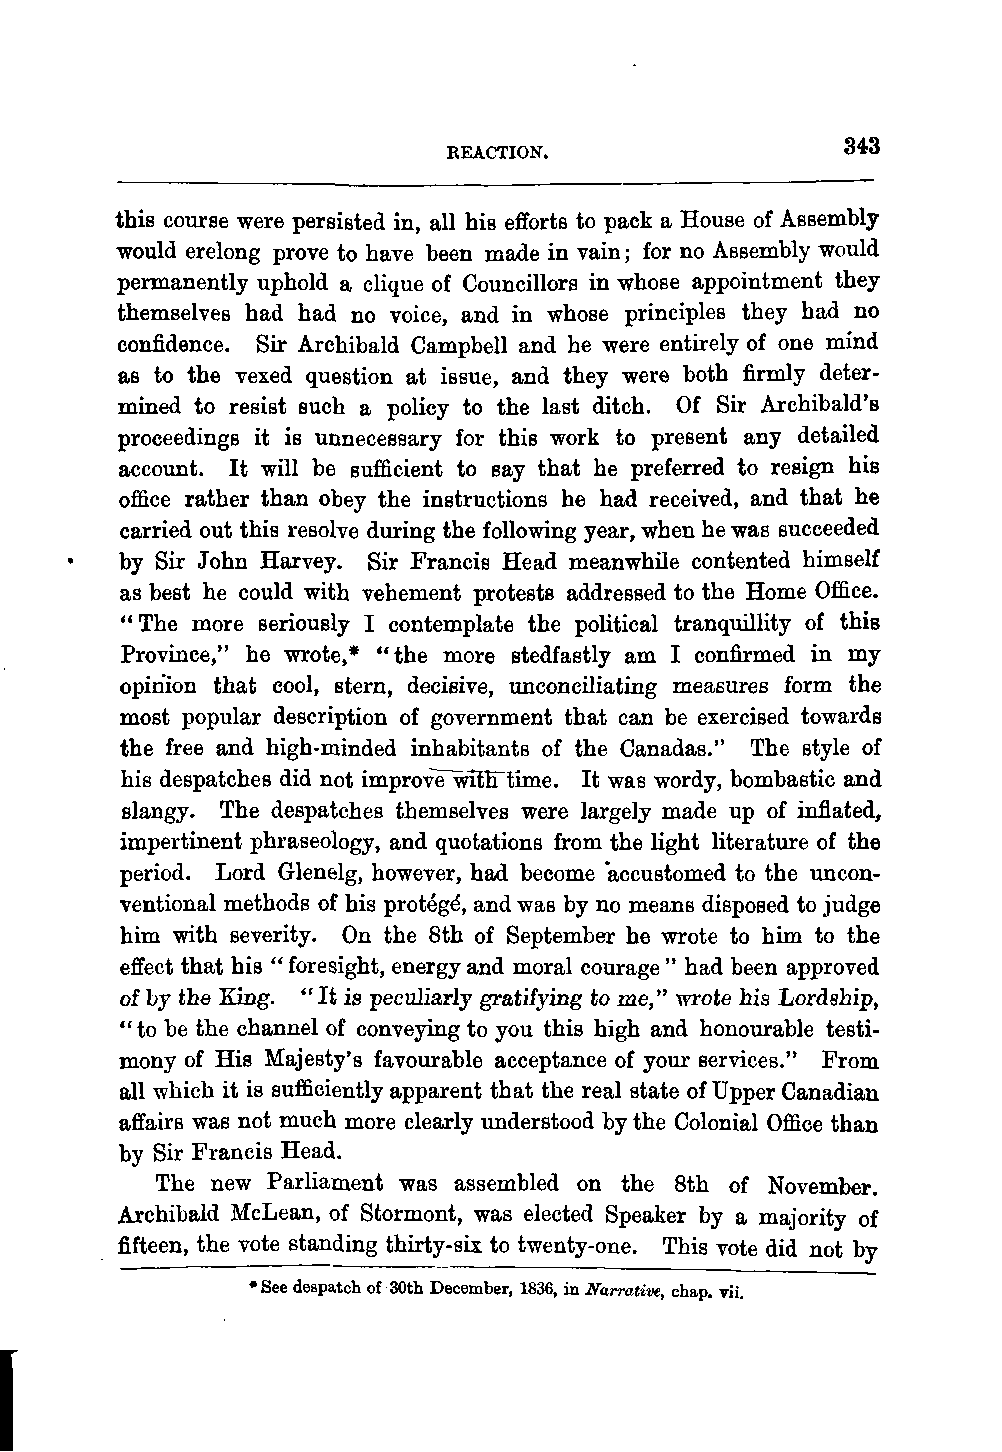 REACTION. 343
this course were persisted in, all his efforts to pack a House of Assembly
would erelong prove to have been made in vain; for no Assembly would
permanently uphold a clique of Councillors in whose appointment they
themselves had had no voice, and in whose principles they had no
confidence. Sir Archibald Campbell and he were entirely of one mind
as to the vexed question at issue, and they were both firmly deter-
mined to resist such a policy to the last ditch. Of Sir Archibald's
proceedings it is unnecessary for this work to present any detailed
account. It will be sufficient to say that he preferred to resign his
office rather than obey the instructions he had received, and that he
carried out this resolve during the following year, when he was succeeded
by Sir John Harvey. Sir Francis Head meanwhile contented himself
as best he could with vehement protests addressed to the Home Office.
"The more seriously I contemplate the political tranquillity of this
Province," he wrote,* "the more stedfastly am I confirmed in my
opinion that cool, stern, decisive, unconciliating measures form the
most popular description of government that can be exercised towards
the free and high-minded inhabitants of the Canadas." The style of
his despatches did not improve with time. It was wordy, bombastic and
slangy. The despatches themselves were largely made up of inflated,
impertinent phraseology, and quotations from the light literature of the
period. Lord Glenelg, however, had become accustomed to the uncon-
ventional methods of his protégé, and was by no means disposed to judge
him with severity. On the 8th of September he wrote to him to the
effect that his "foresight, energy and moral courage" had been approved
of by the King. "It is peculiarly gratifying to me," wrote his Lordship,
"to be the channel of conveying to you this high and honourable testi-
mony of His Majesty's favourable acceptance of your services." From
all which it is sufficiently apparent that the real state of Upper Canadian
affairs was not much more clearly understood by the Colonial Office than
by Sir Francis Head.
The new Parliament was assembled on the 8th of November.
Archibald McLean, of Stormont, was elected Speaker by a majority of
fifteen, the vote standing thirty-six to twenty-one. This vote did not by
*See despatch of 30th December, 1836, in Narrative, chap. vii.